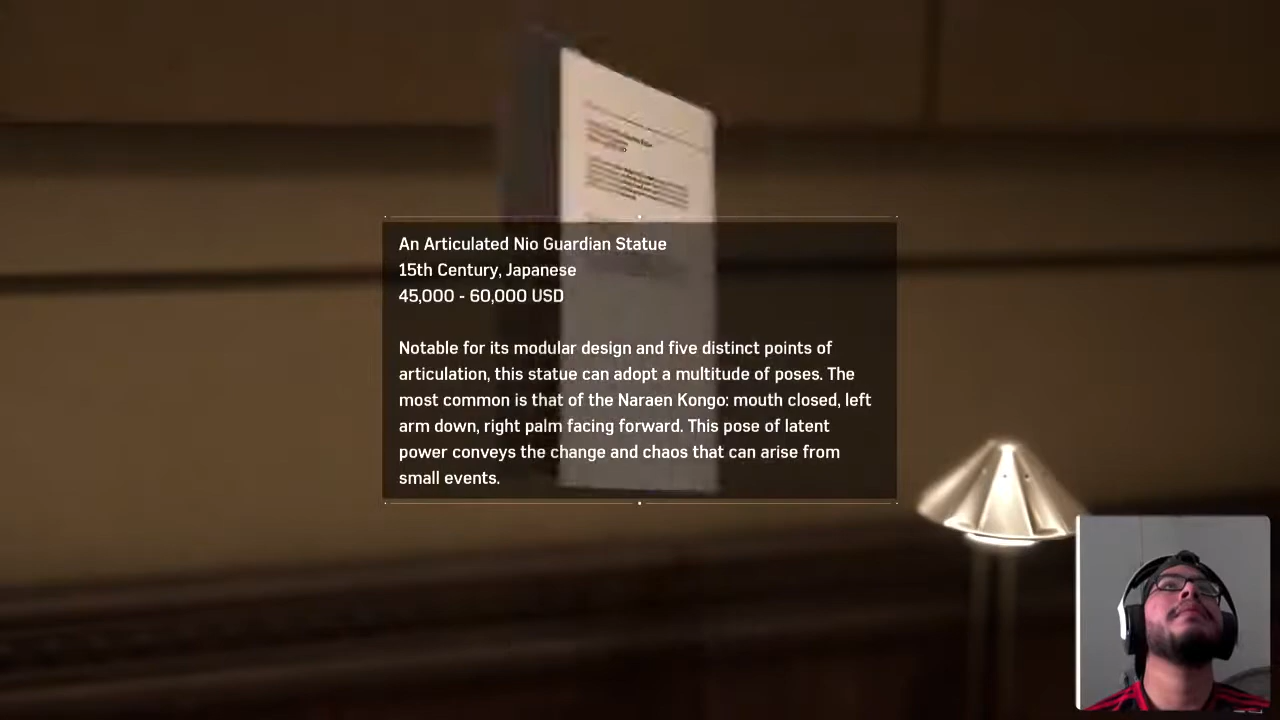 An Articulated Nio Guardian Statue
15th Century, Japanese
45,000 - 60,000 USD
Notable for its modular design and five distinct points of
articulation, this statue can adopt a multitude of poses. The
most common is that of the Naraen Kongo: mouth closed, left
arm down, right palm facing forward. This pose of latent
power conveys the change and chaos that can arise from
small events.